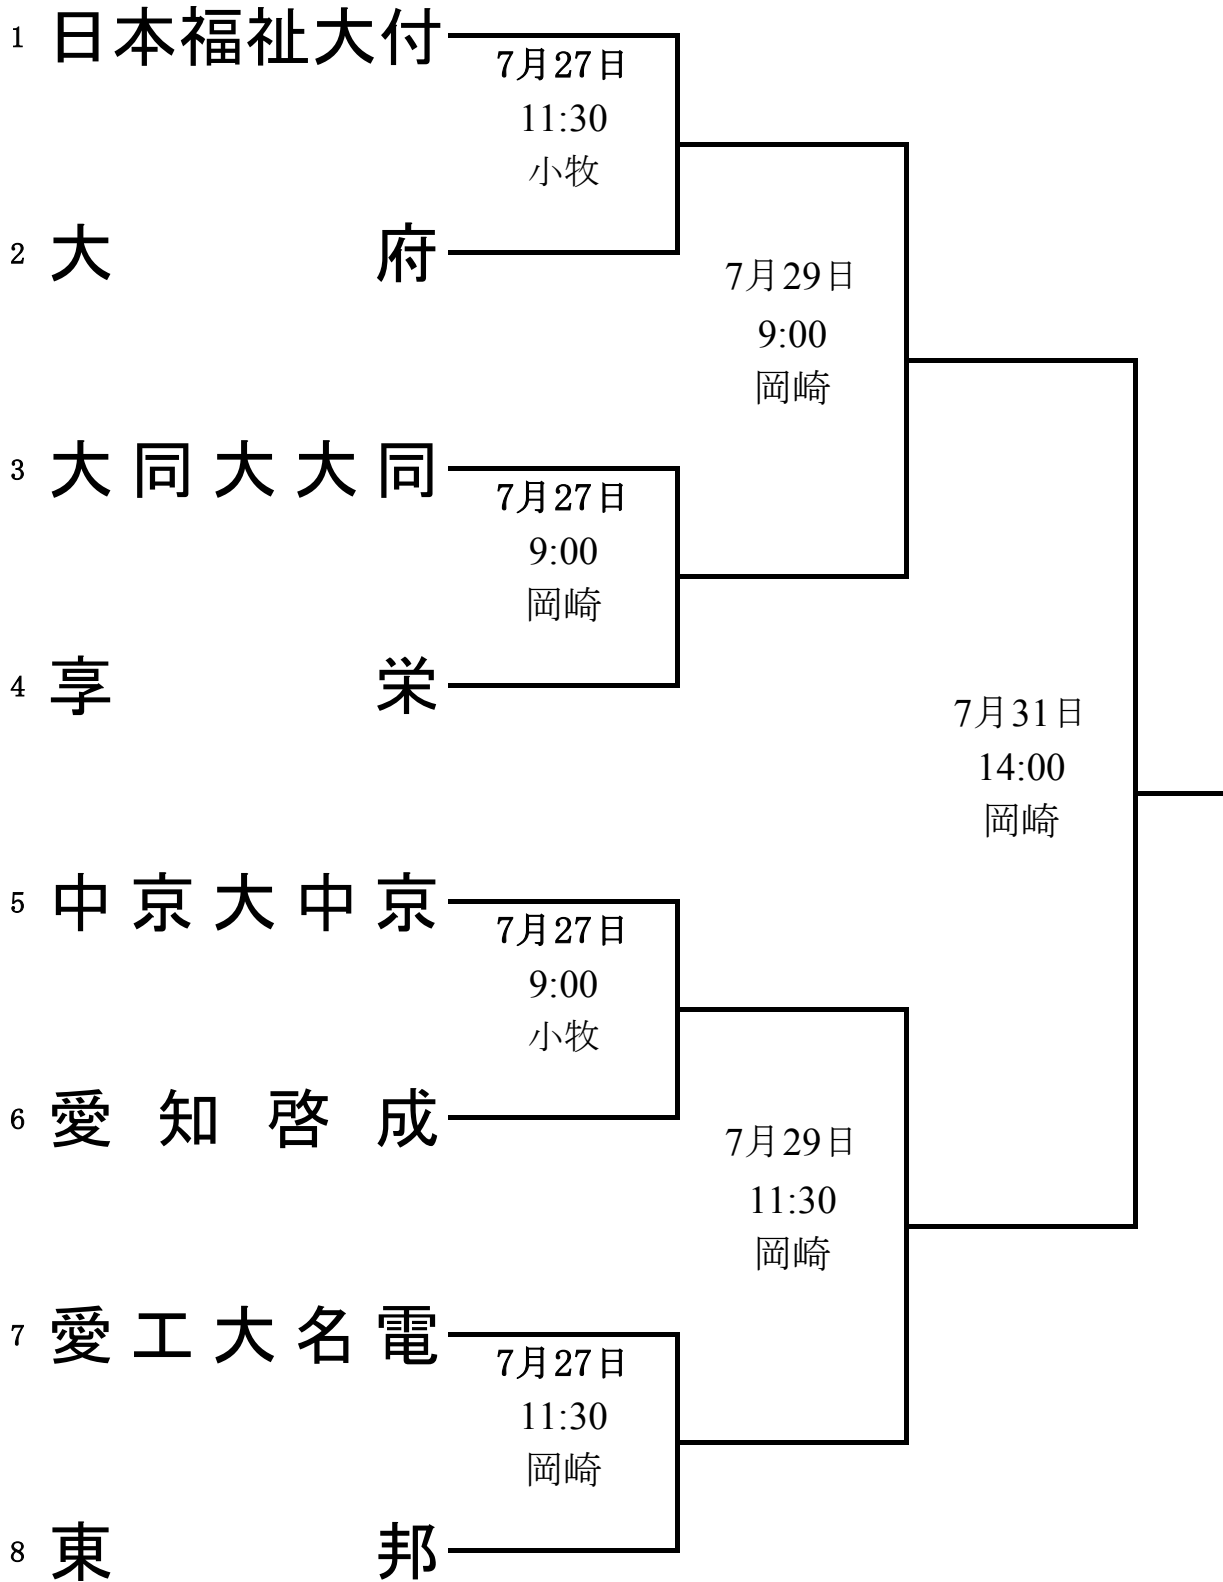 1 日本福祉大付
7月27日
11:30
小牧
2 大府
7月29日
9:00
岡崎
3 大同大大同
7月27日
9:00
岡崎
4 享栄
7月31日
14:00
岡崎
5 中京大中京
7月27日
9:00
小牧
6 愛知啓成
7月29日
11:30
岡崎
7 愛工大名電
7月27日
11:30
岡崎
8 東邦